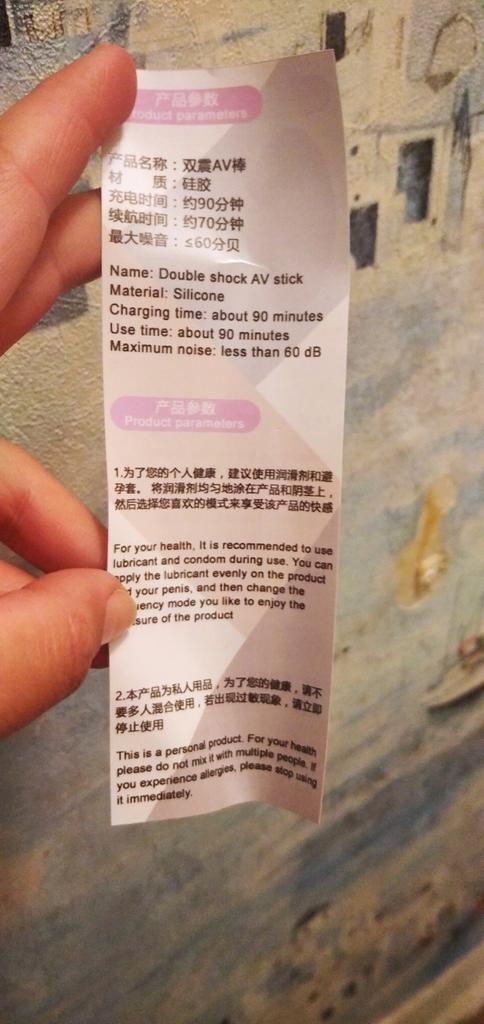 产品参数
roduct parameters
产品名称：双震AV棒
材 质：硅胶
充电时间：约90分钟
续航时间：约70分钟
最大噪音：≤60分贝
Name: Double shock AV stick
Material: Silicone
Charging time: about 90 minutes
Use time: about 90 minutes
Maximum noise: less than 60 dB
产品参数
Product parameters
1.为了您的个人健康，建议使用润滑剂和避
孕套。将润滑剂均匀地涂在产品和阴茎上，
然后选择您喜欢的模式来享受该产品的快感
For your health, It is recommended to use
lubricant and condom during use. You can
apply the lubricant evenly on the product
d your penis, and then change the
ency mode you like to enjoy the
sure of the product
2.本产品为私人用品，为了您的健康，请不
要多人混合使用，若出现过敏现象，请立即
停止使用
This is a personal product. For your health
please do not mix it with multiple people. If
you experience allergies, please stop using
it immediately.